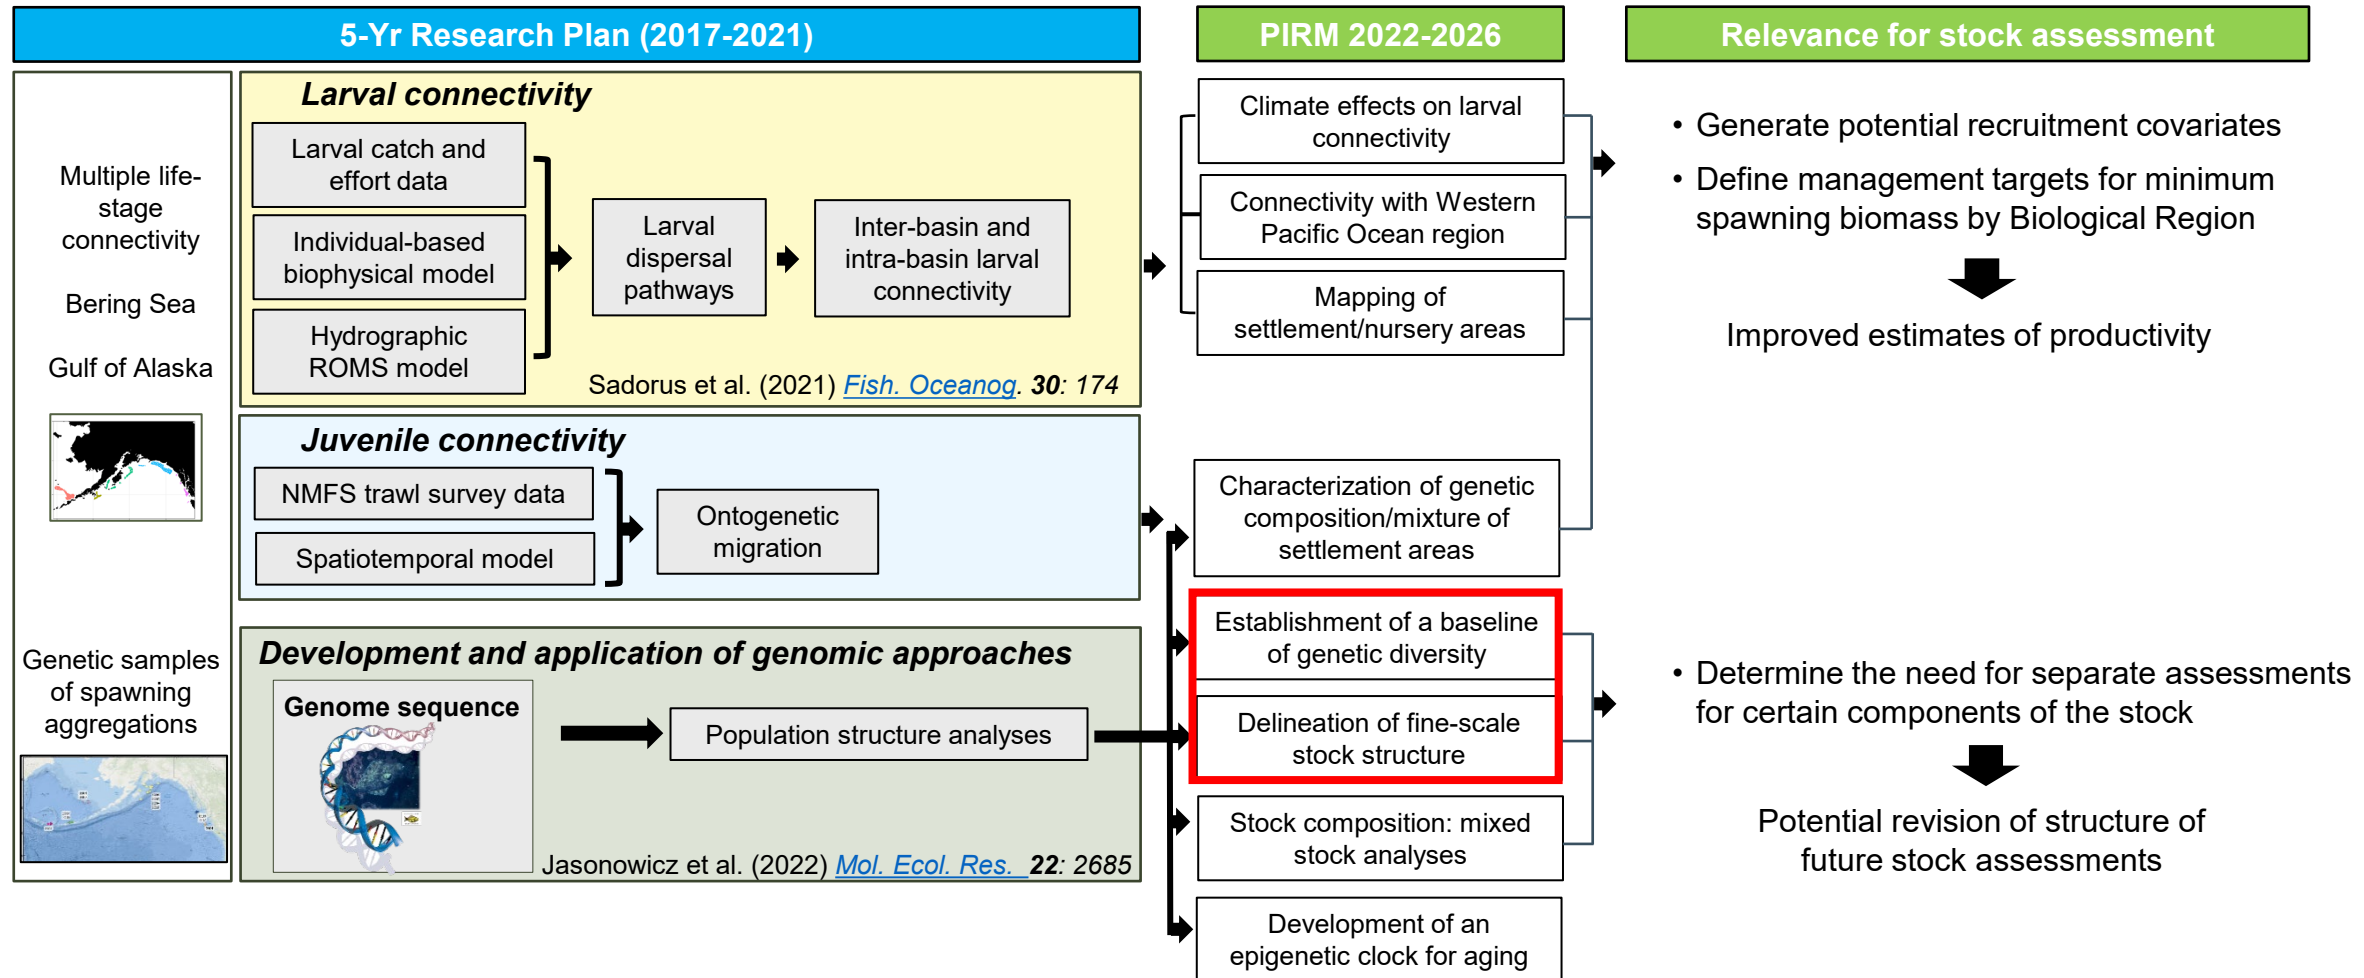 5-Yr Research Plan (2017-2021)
PIRM 2022-2026
Relevance for stock assessment
Multiple life-
stage
connectivity
Bering Sea
Gulf of Alaska
Genetic samples
of spawning
aggregations
Larval connectivity
Larval catch and
effort data
Individual-based
biophysical model
Hydrographic
ROMS model
Larval
dispersal
pathways
Inter-basin and
intra-basin larval
connectivity
Sadorus et al. (2021) Fish. Oceanog. 30: 174
Juvenile connectivity
NMFS trawl survey data
Spatiotemporal model
Ontogenetic
migration
Development and application of genomic approaches
Genome sequence
Population structure analyses
Jasonowicz et al. (2022) Mol. Ecol. Res. 22: 2685
Climate effects on larval
connectivity
Connectivity with Western
Pacific Ocean region
Mapping of
settlement/nursery areas
Characterization of genetic
composition/mixture of
settlement areas
Establishment of a baseline
of genetic diversity
Delineation of fine-scale
stock structure
Stock composition: mixed
stock analyses
Development of an
epigenetic clock for aging
• Generate potential recruitment covariates
• Define management targets for minimum
spawning biomass by Biological Region
Improved estimates of productivity
• Determine the need for separate assessments
for certain components of the stock
Potential revision of structure of
future stock assessments